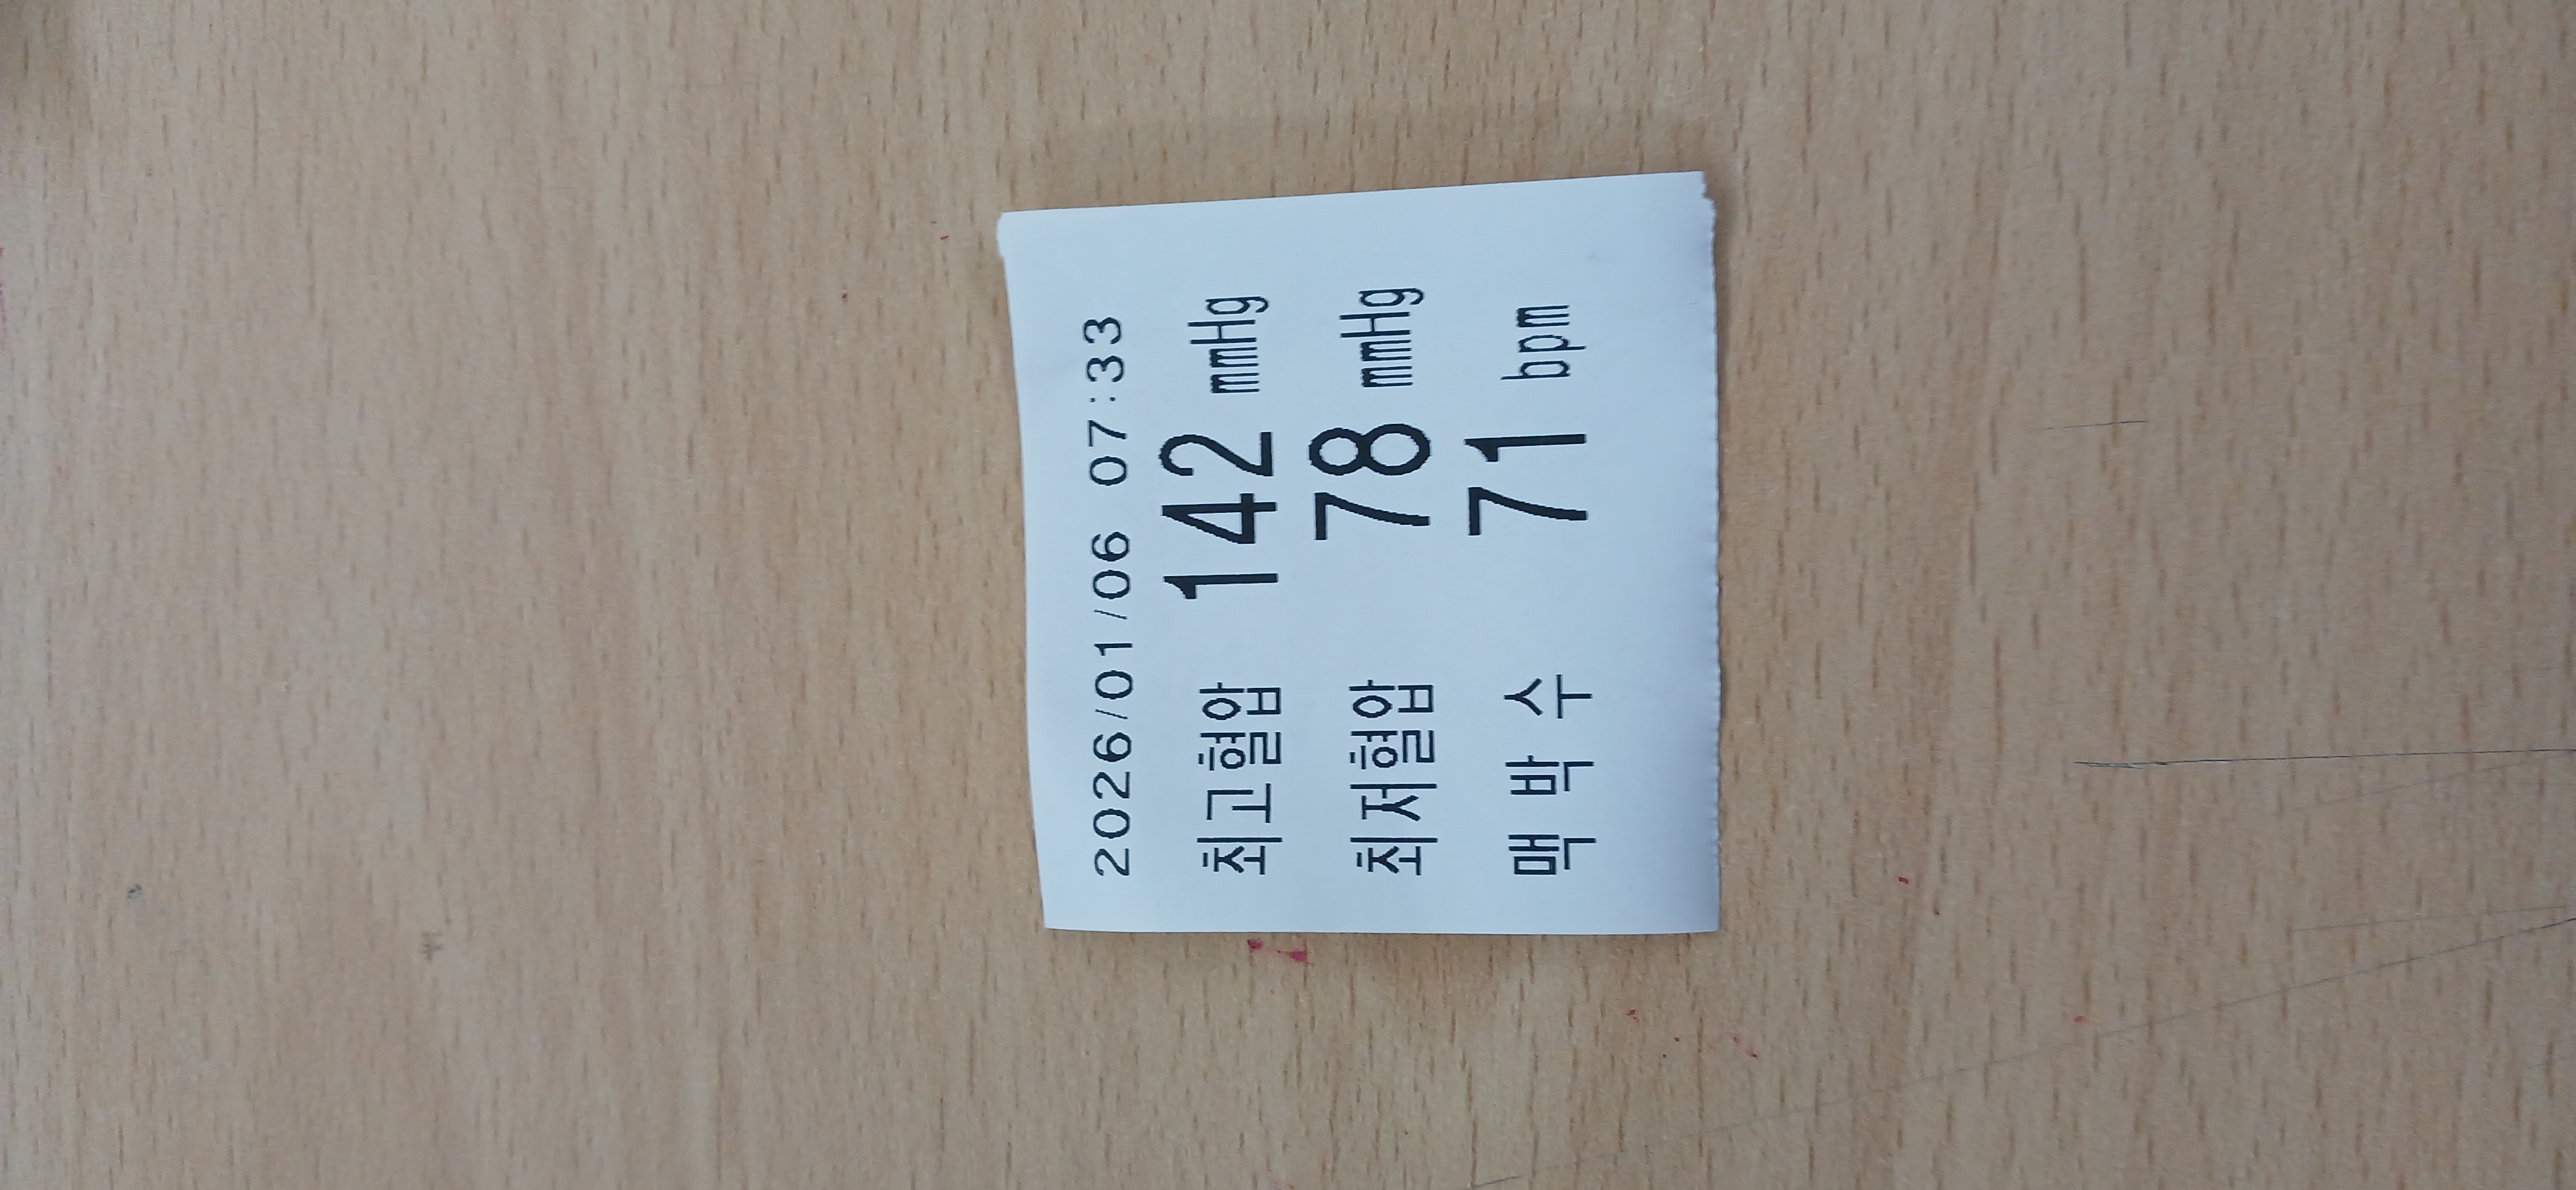 2026/01/06 07:33
최고혈압 142 mmHg
최저혈압 78 mmHg
맥 박 수 71 bpm